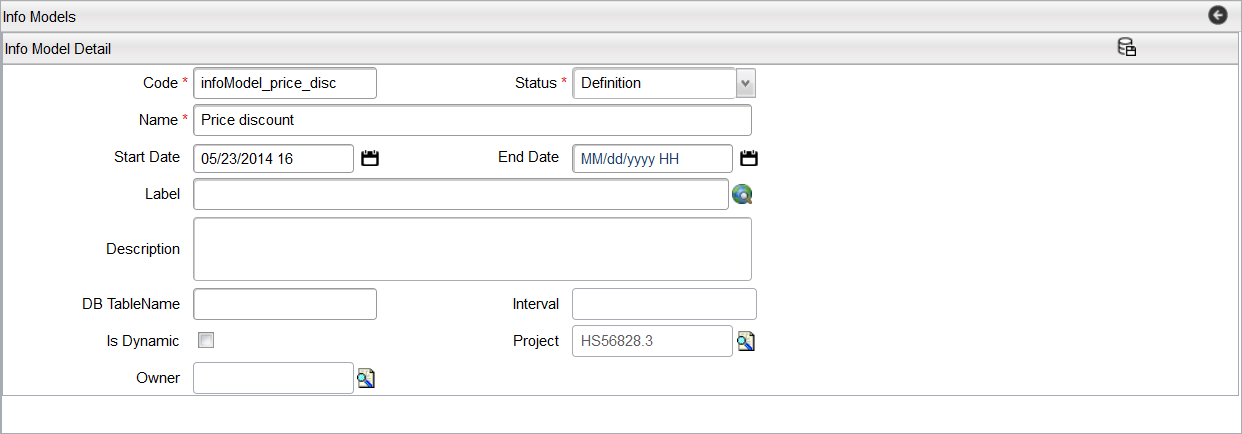 Info Models
Info Model Detail
Code * infoModel_price_disc Status * Definition
Name * Price discount
Start Date 05/23/2014 16 End Date MM/dd/yyyy HH
Label
Description
DB TableName Interval
Is Dynamic Project HS56828.3
Owner